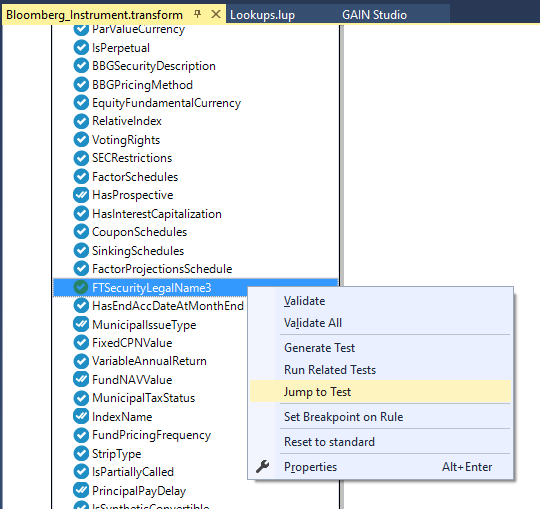 Bloomberg_Instrument.transform
Lookups.lup
GAIN Studio
ParValueCurrency
IsPerpetual
BBGSecurityDescription
BBGPricingMethod
EquityFundamentalCurrency
RelativeIndex
VotingRights
SECRestrictions
FactorSchedules
HasProspective
HasInterestCapitalization
CouponSchedules
SinkingSchedules
FactorProjectionsSchedule
FTSecurityLegalName3
HasEndAccDateAtMonthEnd
MunicipalIssueType
FixedCPNValue
VariableAnnualReturn
FundNAVValue
MunicipalTaxStatus
IndexName
FundPricingFrequency
StripType
IsPartiallyCalled
PrincipalPayDelay
IsSyntheticConvertible
Validate
Validate All
Generate Test
Run Related Tests
Jump to Test
Set Breakpoint on Rule
Reset to standard
Properties Alt+Enter